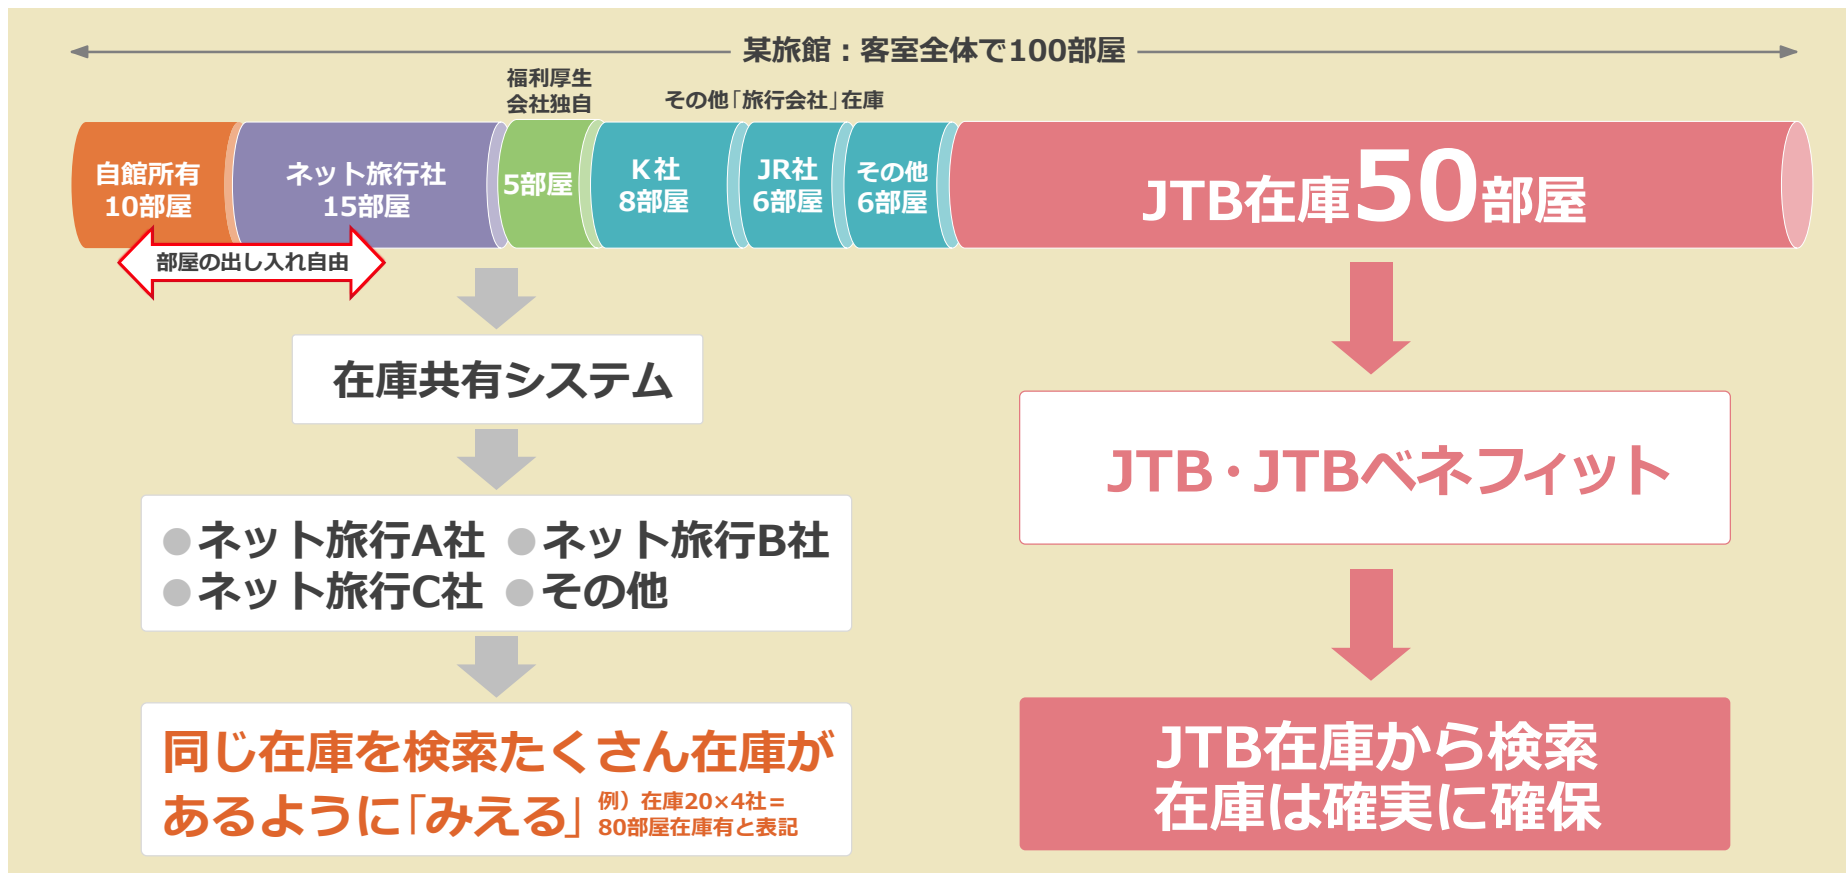 某旅館：客室全体で100部屋
福利厚生
会社独自
その他「旅行会社」在庫
自館所有
10部屋
ネット旅行社
15部屋
5部屋
K社
8部屋
JR社
6部屋
その他
6部屋
JTB在庫50部屋
部屋の出し入れ自由
在庫共有システム
JTB・JTBベネフィット
●ネット旅行A社 ●ネット旅行B社
●ネット旅行C社 ●その他
同じ在庫を検索たくさん在庫が
あるように「みえる」
例）在庫20×4社＝
80部屋在庫有と表記
JTB在庫から検索
在庫は確実に確保